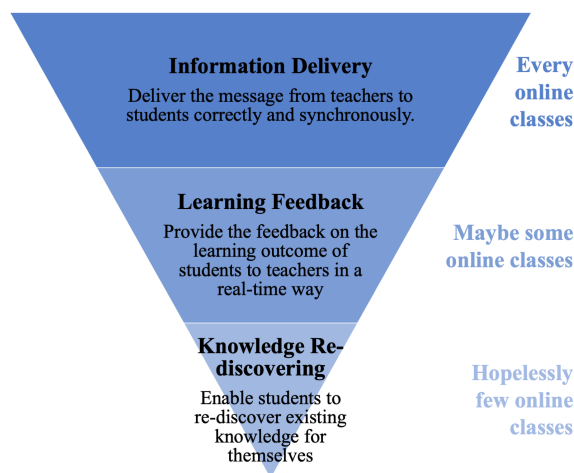 Information Delivery
Deliver the message from teachers to
students correctly and synchronously.
Every
online
classes
Learning Feedback
Provide the feedback on the
learning outcome of
students to teachers in a
real-time way
Maybe some
online classes
Knowledge Re-
discovering
Enable students to
re-discover existing
knowledge for
themselves
Hopelessly
few online
classes